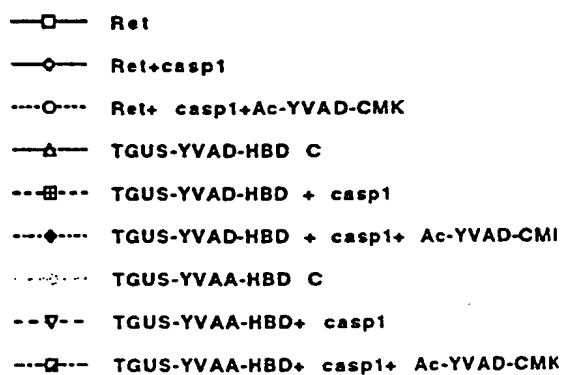 Ret
Ret+casp1
Ret+ casp1+Ac-YVAD-CMK
TGUS-YVAD-HBD C
TGUS-YVAD-HBD + casp1
TGUS-YVAD-HBD + casp1+ Ac-YVAD-CMI
TGUS-YVAA-HBD C
TGUS-YVAA-HBD+ casp1
TGUS-YVAA-HBD+ casp1+ Ac-YVAD-CMK